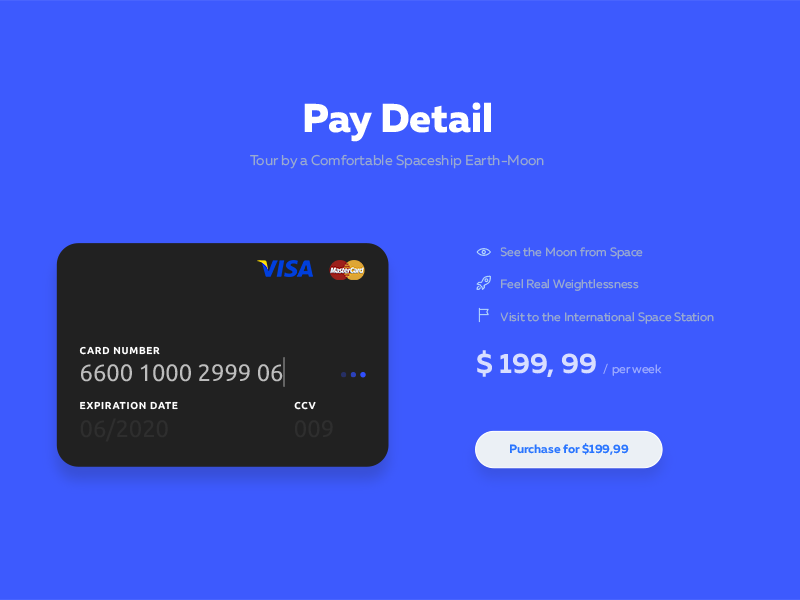 Pay Detail
Tour by a Comfortable Spaceship Earth-Moon
VISA MasterCard
CARD NUMBER
6600 1000 2999 06
EXPIRATION DATE CCV
06/2020 009
See the Moon from Space
Feel Real Weightlessness
Visit to the International Space Station
$ 199, 99 / per week
Purchase for $199,99